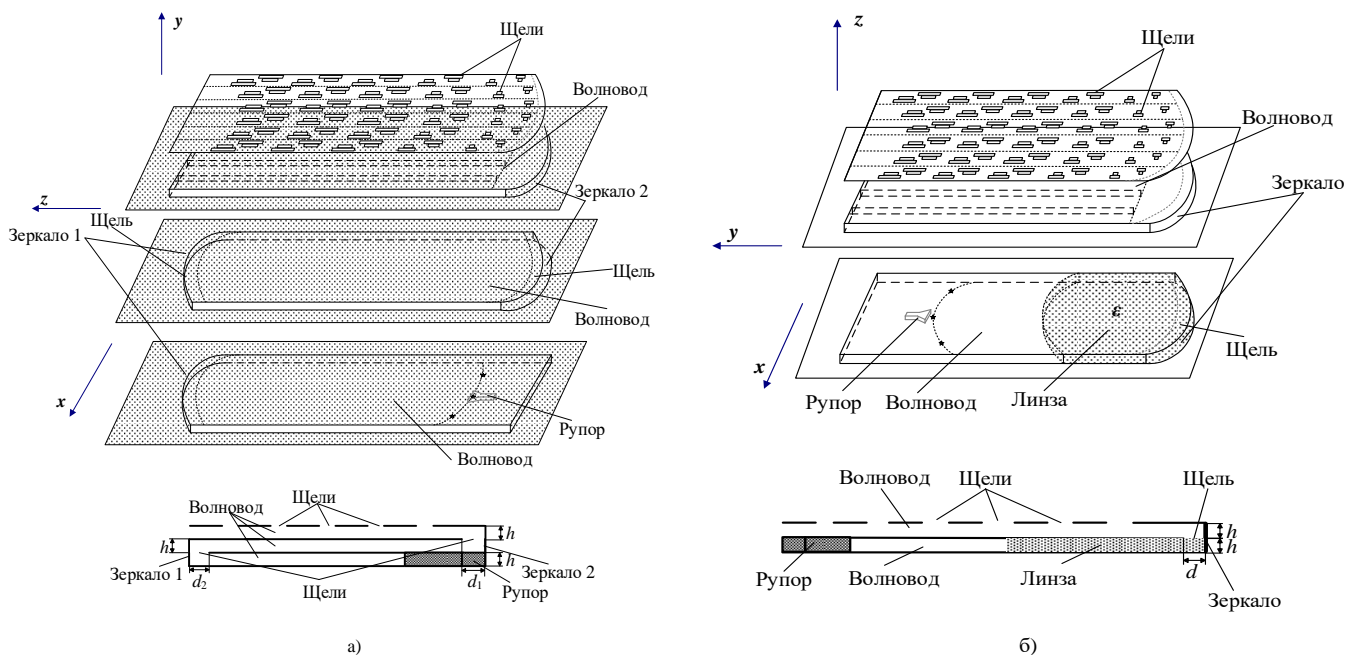 y
Щели
Волновод
Зеркало 2
z
Щель
Зеркало 1
Щель
Волновод
x
Рупор
Волновод
Щели
Волновод
h
h
h
Зеркало 1
d₂
Щели
d₁
Рупор
Зеркало 2
а)
z
Щели
Волновод
Зеркало
y
ε
Щель
x
Рупор
Волновод
Линза
Волновод
Щели
Щель
h
h
Рупор
Волновод
Линза
d
Зеркало
б)